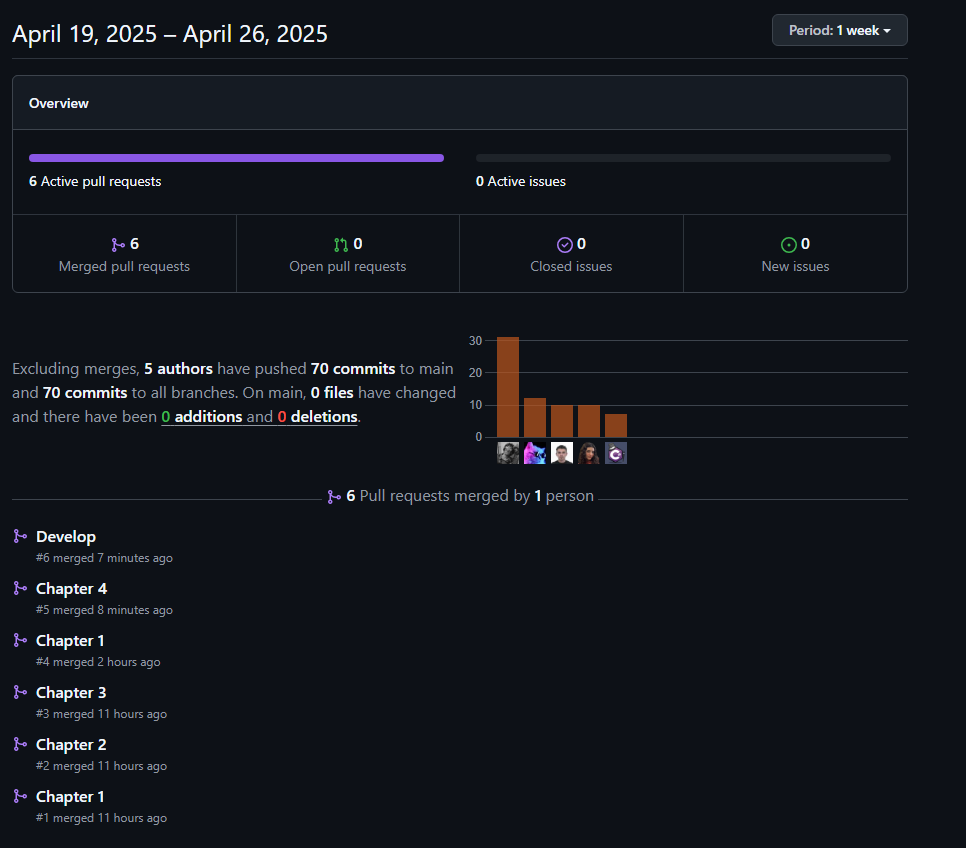 April 19, 2025 – April 26, 2025
Period: 1 week
Overview
6 Active pull requests
0 Active issues
6
Merged pull requests
0
Open pull requests
0
Closed issues
0
New issues
Excluding merges, 5 authors have pushed 70 commits to main
and 70 commits to all branches. On main, 0 files have changed
and there have been 0 additions and 0 deletions.
30
20
10
0
6 Pull requests merged by 1 person
Develop
#6 merged 7 minutes ago
Chapter 4
#5 merged 8 minutes ago
Chapter 1
#4 merged 2 hours ago
Chapter 3
#3 merged 11 hours ago
Chapter 2
#2 merged 11 hours ago
Chapter 1
#1 merged 11 hours ago